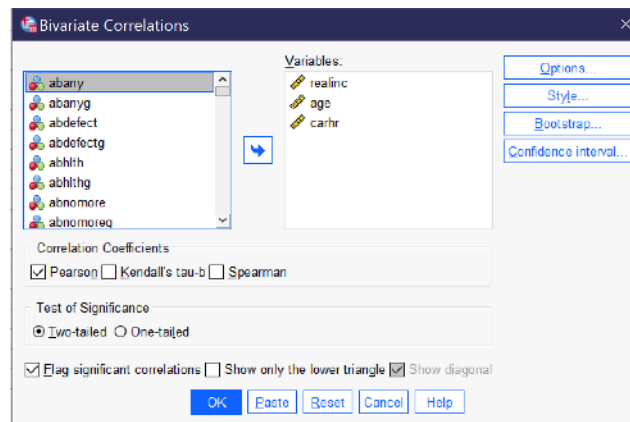 Bivariate Correlations
Variables:
abany
abanyg
abdefect
abdefectg
abhlth
abhlthg
abnomore
abnomoreg
realinc
age
carhr
Options...
Style...
Bootstrap...
Confidence interval...
Correlation Coefficients
Pearson Kendall's tau-b Spearman
Test of Significance
Two-tailed One-tailed
Flag significant correlations Show only the lower triangle Show diagonal
OK Paste Reset Cancel Help